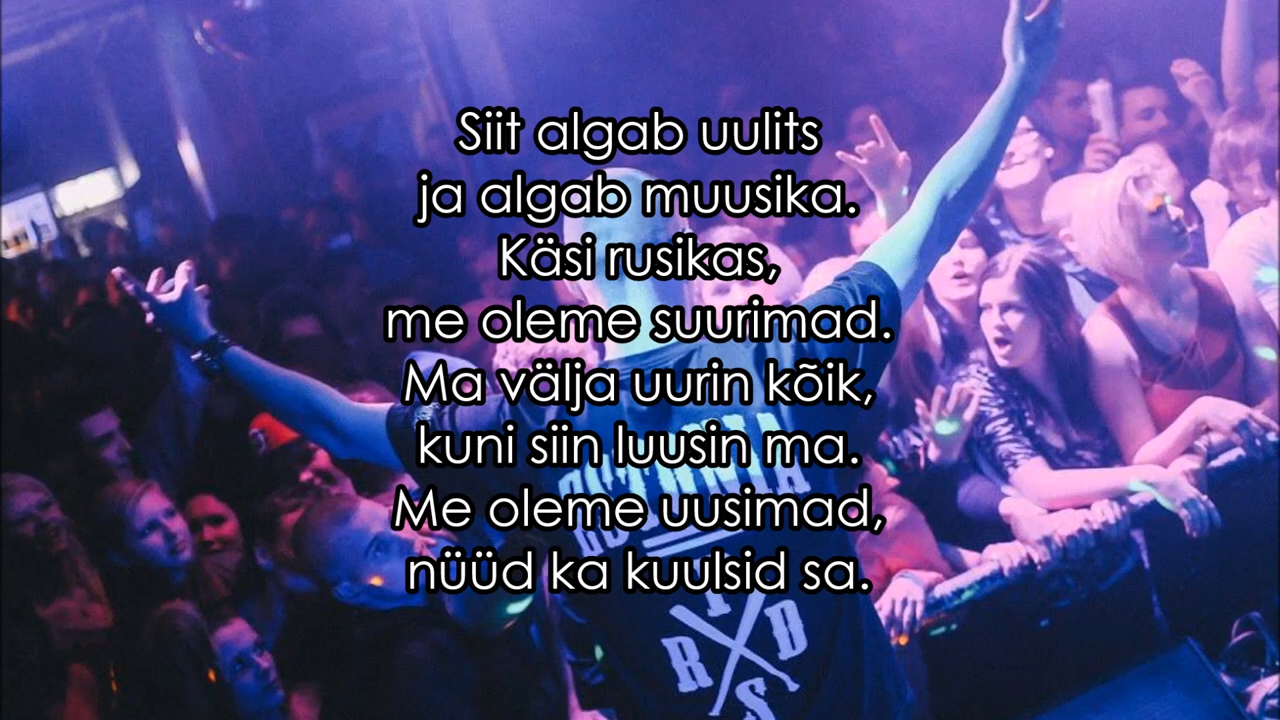 Siit algab uulits
ja algab muusika.
Käsi rusikas,
me oleme suurimad.
Ma välja uurin kõik,
kuni siin luusin ma.
ESTONIA
Me oleme uusimad,
nüüd ka kuulsid sa.
T
R D
S